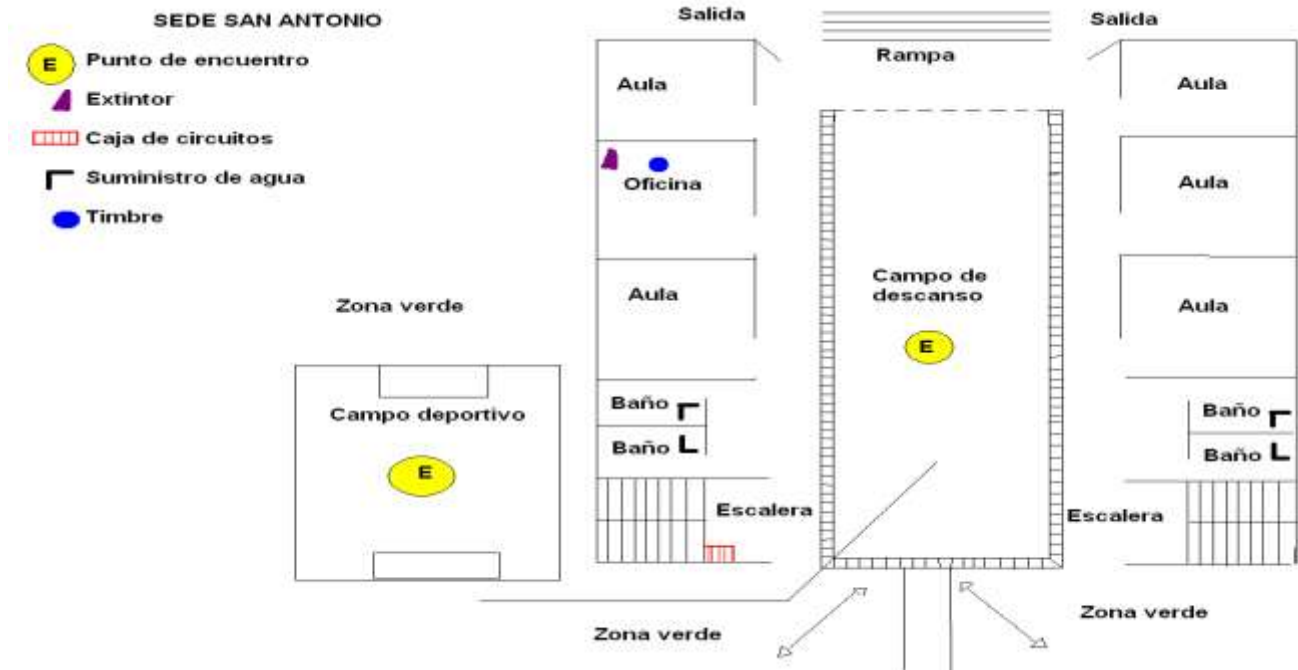 SEDE SAN ANTONIO
E Punto de encuentro
Extintor
Caja de circuitos
Suministro de agua
Timbre
Salida
Salida
Rampa
Aula
Aula
Oficina
Aula
Aula
Campo de
descanso
E
Aula
Zona verde
Campo deportivo
E
Baño
Baño
Baño
Baño
Escalera
Escalera
Zona verde
Zona verde